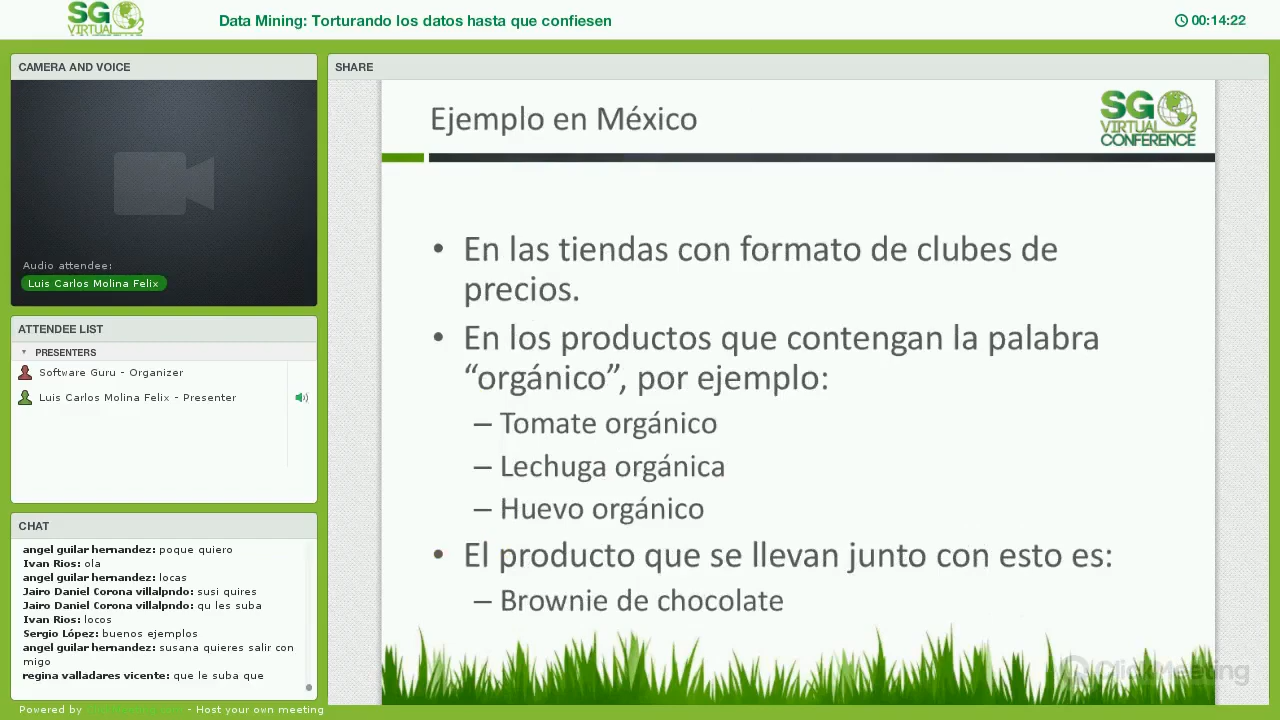 SG
VIRTUAL
Data Mining: Torturando los datos hasta que confiesen
00:14:22
CAMERA AND VOICE
Audio attendee:
Luis Carlos Molina Felix
ATTENDEE LIST
PRESENTERS
Software Guru - Organizer
Luis Carlos Molina Felix - Presenter
CHAT
angel guilar hernandez: poque quiero
Ivan Rios: ola
angel guilar hernandez: locas
Jairo Daniel Corona villalpndo: susi quires
Jairo Daniel Corona villalpndo: qu les suba
Ivan Rios: locos
Sergio López: buenos ejemplos
angel guilar hernandez: susana quieres salir con
migo
regina valladares vicente: que le suba que
Powered by - Host your own meeting
SHARE
Ejemplo en México
SG
VIRTUAL
CONFERENCE
• En las tiendas con formato de clubes de
precios.
• En los productos que contengan la palabra
“orgánico”, por ejemplo:
– Tomate orgánico
– Lechuga orgánica
– Huevo orgánico
• El producto que se llevan junto con esto es:
– Brownie de chocolate
ClickMeeting